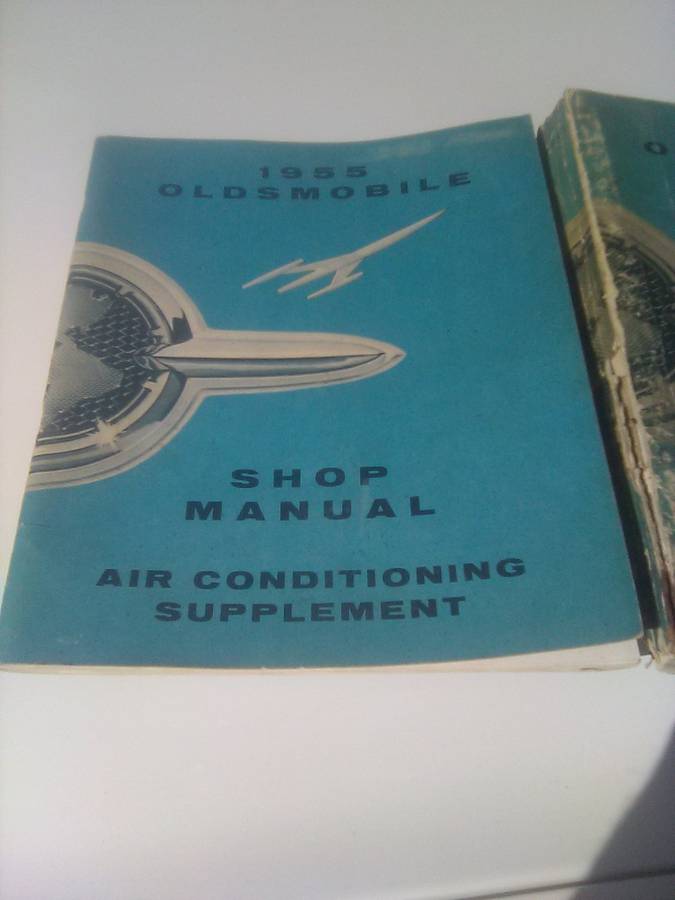 1955
OLDSMOBILE
SHOP
MANUAL
AIR CONDITIONING
SUPPLEMENT
O